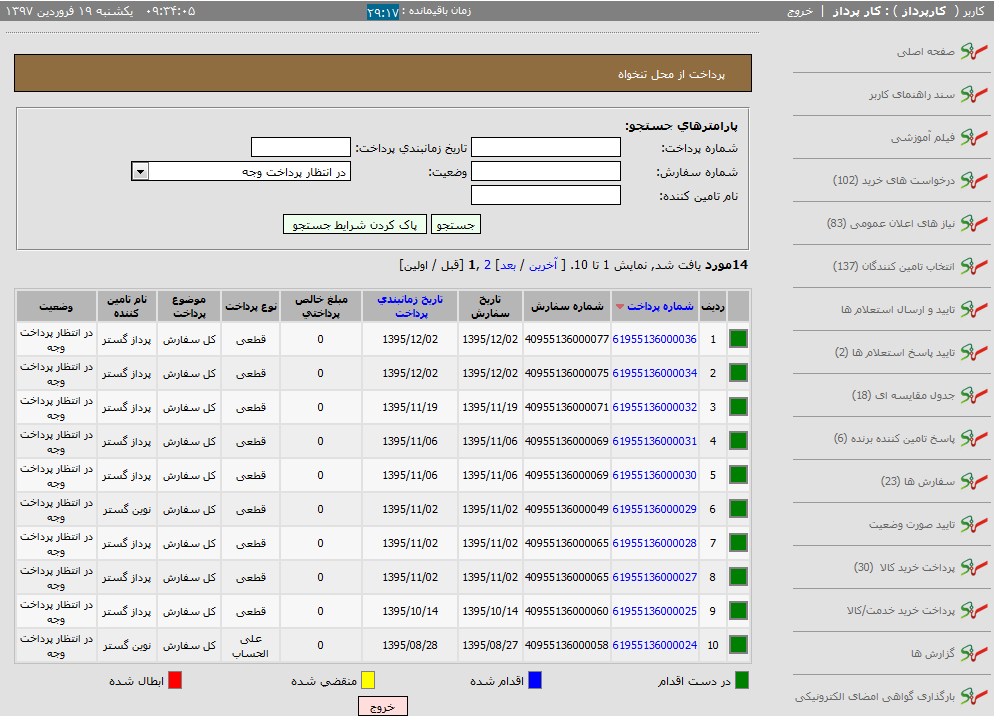 کاربر ( کارپرداز ) : کار پرداز | خروج
زمان باقیمانده : ۲۹:۱۷
یکشنبه ۱۹ فروردین ۱۳۹۷ ۰۹:۳۴:۰۵
صفحه اصلی
سند راهنمای کاربر
فیلم آموزشی
درخواست های خرید (102)
نیاز های اعلان عمومی (83)
انتخاب تامین کنندگان (137)
تایید و ارسال استعلام ها
تایید پاسخ استعلام ها (2)
جدول مقایسه ای (18)
پاسخ تامین کننده برنده (6)
سفارش ها (23)
تایید صورت وضعیت
پرداخت خرید کالا (30)
پرداخت خرید خدمت/کالا
گزارش ها
بارگذاری گواهی امضای الکترونیکی
پرداخت از محل تنخواه
پارامترهاي جستجو:
شماره پرداخت: تاریخ زمانبندي پرداخت:
شماره سفارش: وضعیت: در انتظار پرداخت وجه
نام تامین کننده:
جستجو پاک کردن شرایط جستجو
14مورد یافت شد, نمایش 1 تا 10. [ آخرین / بعد] 2 ,1 [قبل / اولین]
ردیف شماره پرداخت شماره سفارش تاریخ سفارش تاریخ زمانبندي پرداخت مبلغ خالص پرداختي نوع پرداخت موضوع پرداخت نام تامین کننده وضعیت
1 61955136000036 40955136000077 1395/12/02 1395/12/02 0 قطعی کل سفارش پرداز گستر در انتظار پرداخت وجه
2 61955136000034 40955136000075 1395/12/02 1395/12/02 0 قطعی کل سفارش پرداز گستر در انتظار پرداخت وجه
3 61955136000032 40955136000071 1395/11/19 1395/11/19 0 قطعی کل سفارش پرداز گستر در انتظار پرداخت وجه
4 61955136000031 40955136000069 1395/11/06 1395/11/06 0 قطعی کل سفارش پرداز گستر در انتظار پرداخت وجه
5 61955136000030 40955136000069 1395/11/06 1395/11/06 0 قطعی کل سفارش پرداز گستر در انتظار پرداخت وجه
6 61955136000029 40955136000049 1395/11/02 1395/11/02 0 قطعی کل سفارش نوین گستر در انتظار پرداخت وجه
7 61955136000028 40955136000065 1395/11/02 1395/11/02 0 قطعی کل سفارش پرداز گستر در انتظار پرداخت وجه
8 61955136000027 40955136000065 1395/11/02 1395/11/02 0 قطعی کل سفارش پرداز گستر در انتظار پرداخت وجه
9 61955136000025 40955136000060 1395/10/14 1395/10/14 0 قطعی کل سفارش پرداز گستر در انتظار پرداخت وجه
10 61955136000024 40955136000058 1395/08/27 1395/08/28 0 علی الحساب کل سفارش نوین گستر در انتظار پرداخت وجه
در دست اقدام اقدام شده منقضي شده ابطال شده
خروج